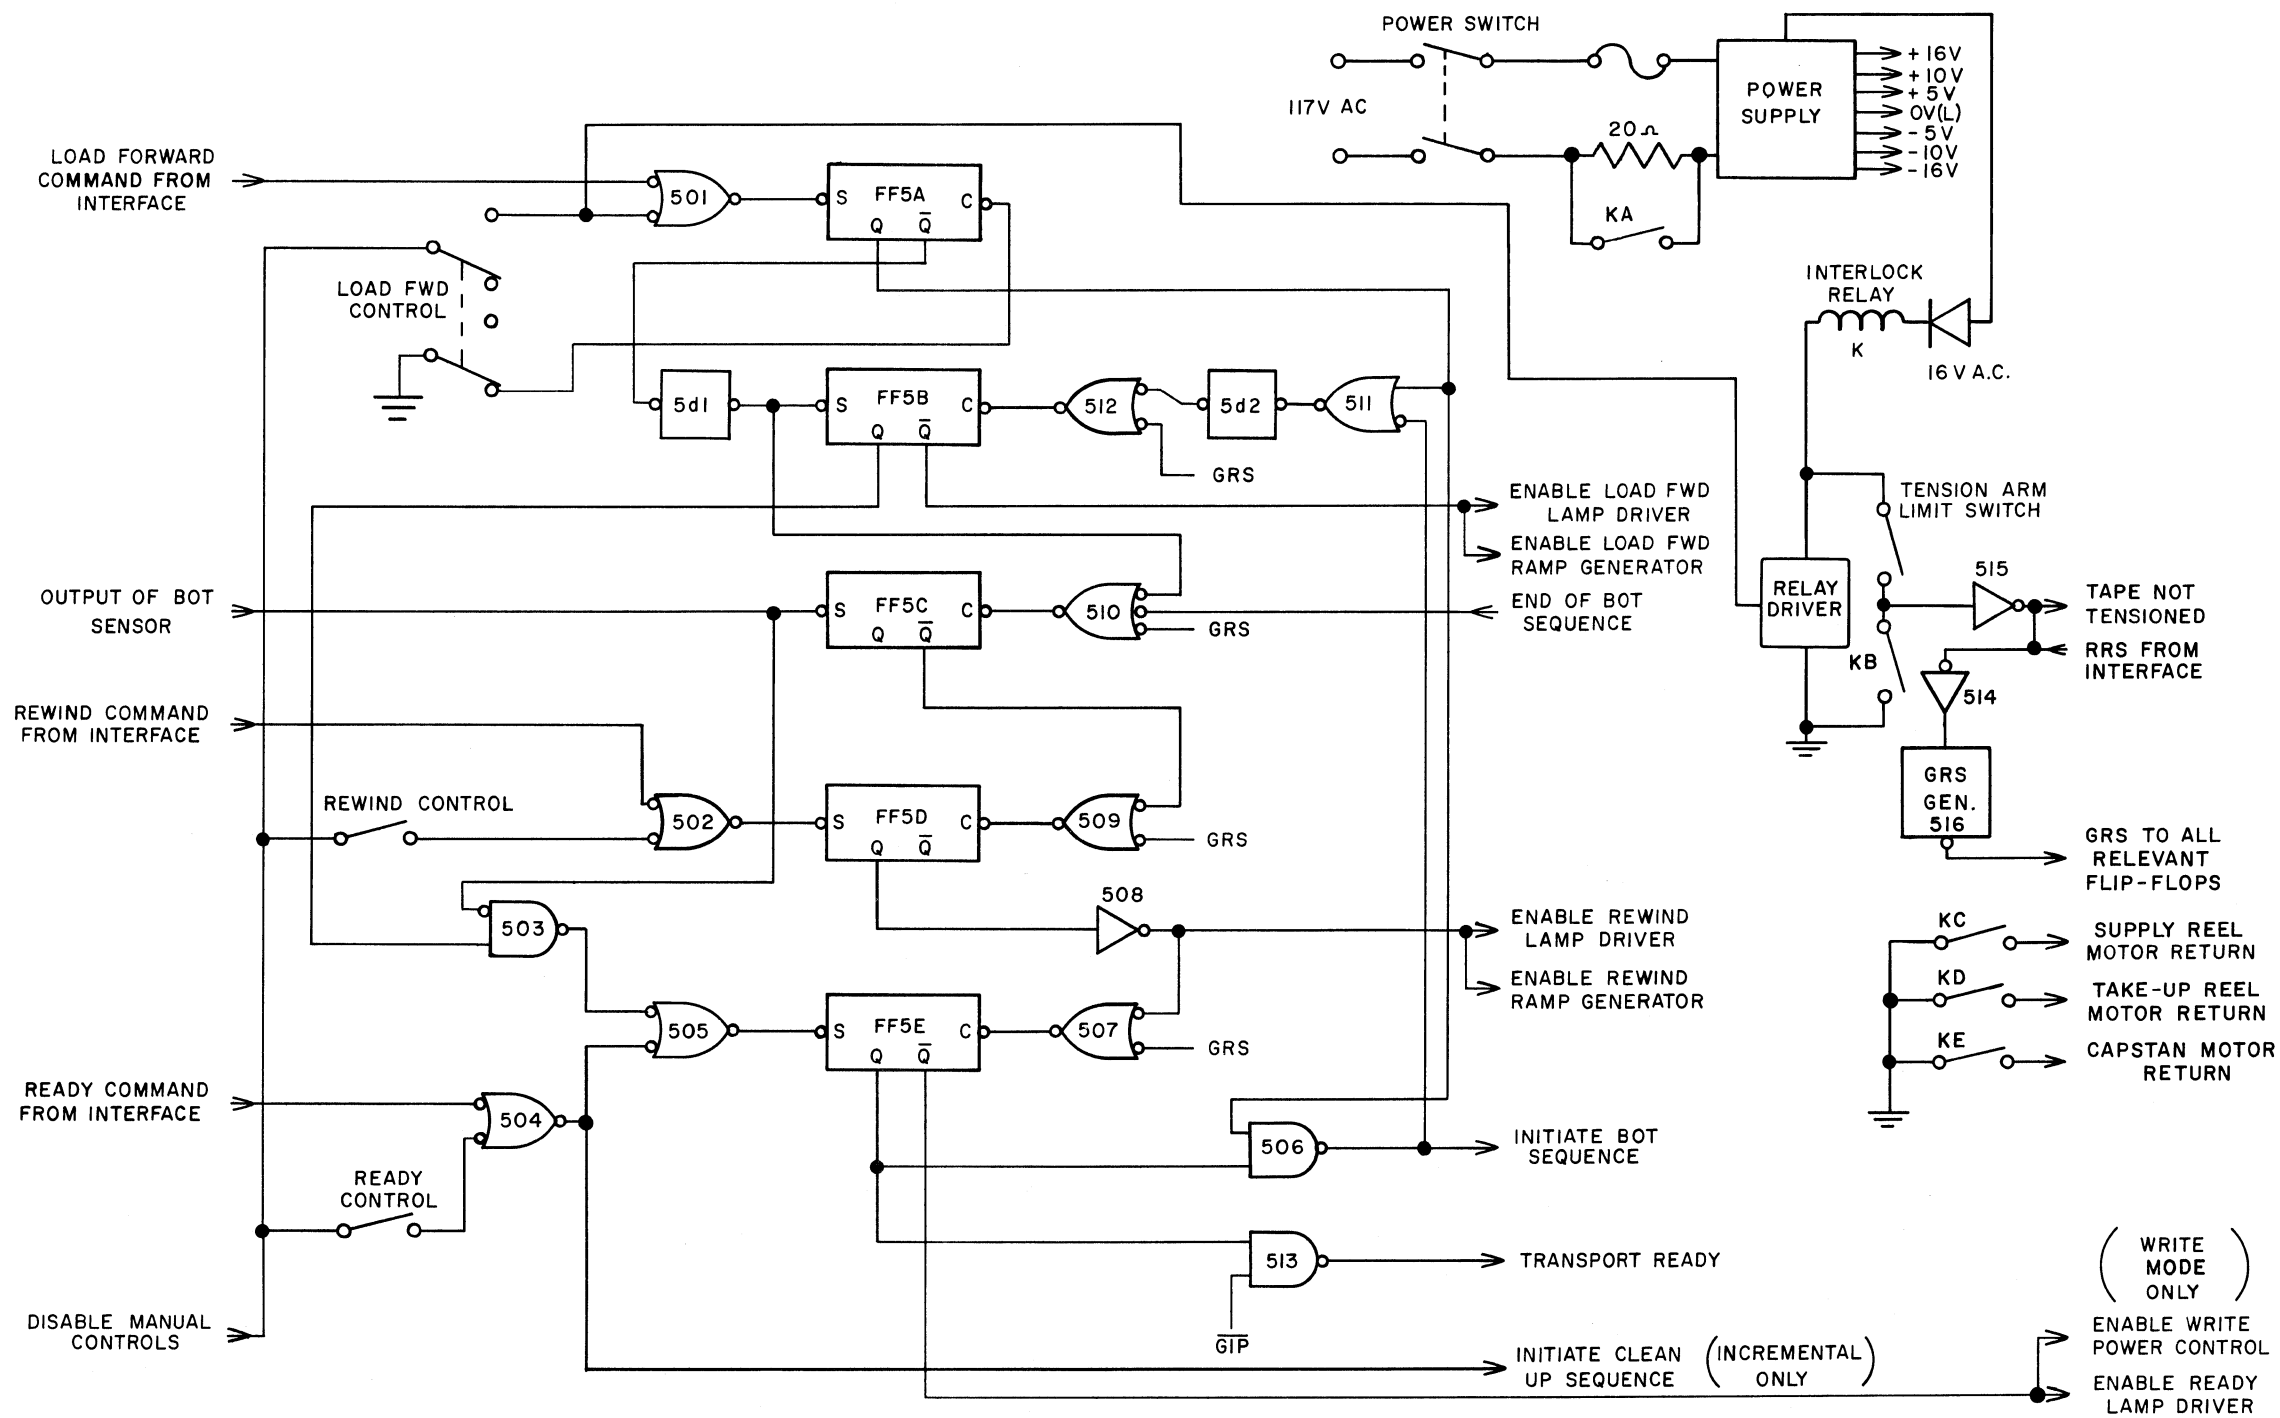 POWER SWITCH
117V AC
20Ω
KA
POWER
SUPPLY
+16V
+10V
+5V
0V(L)
-5V
-10V
-16V
INTERLOCK
RELAY
K
16V A.C.
LOAD FORWARD
COMMAND FROM
INTERFACE
501
S FF5A C
Q Q̅
LOAD FWD
CONTROL
5d1
S FF5B C
Q Q̅
512
5d2
511
GRS
ENABLE LOAD FWD
LAMP DRIVER
ENABLE LOAD FWD
RAMP GENERATOR
TENSION ARM
LIMIT SWITCH
RELAY
DRIVER
515
TAPE NOT
TENSIONED
KB
RRS FROM
INTERFACE
514
GRS
GEN.
516
GRS TO ALL
RELEVANT
FLIP-FLOPS
OUTPUT OF BOT
SENSOR
S FF5C C
Q Q̅
510
END OF BOT
SEQUENCE
GRS
REWIND COMMAND
FROM INTERFACE
REWIND CONTROL
502
S FF5D C
Q Q̅
509
GRS
503
508
ENABLE REWIND
LAMP DRIVER
ENABLE REWIND
RAMP GENERATOR
KC
SUPPLY REEL
MOTOR RETURN
KD
TAKE-UP REEL
MOTOR RETURN
KE
CAPSTAN MOTOR
RETURN
505
S FF5E C
Q Q̅
507
GRS
READY COMMAND
FROM INTERFACE
504
READY
CONTROL
506
INITIATE BOT
SEQUENCE
513
TRANSPORT READY
G̅I̅P̅
DISABLE MANUAL
CONTROLS
INITIATE CLEAN
UP SEQUENCE
(INCREMENTAL
ONLY)
(WRITE
MODE
ONLY)
ENABLE WRITE
POWER CONTROL
ENABLE READY
LAMP DRIVER